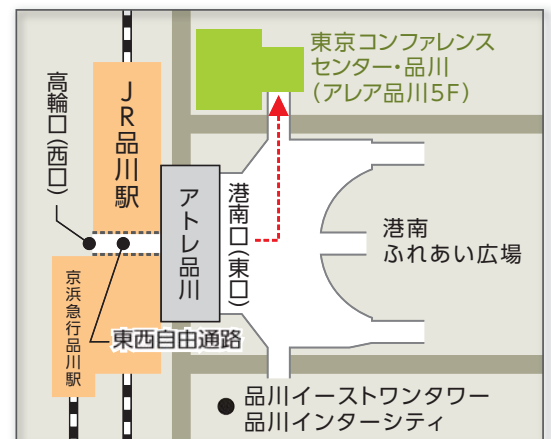 東京コンファレンス
センター・品川
（アレア品川5F）
高輪口（西口）
JR品川駅
アトレ品川
港南口（東口）
港南
ふれあい広場
京浜急行品川駅
東西自由通路
品川イーストワンタワー
品川インターシティ